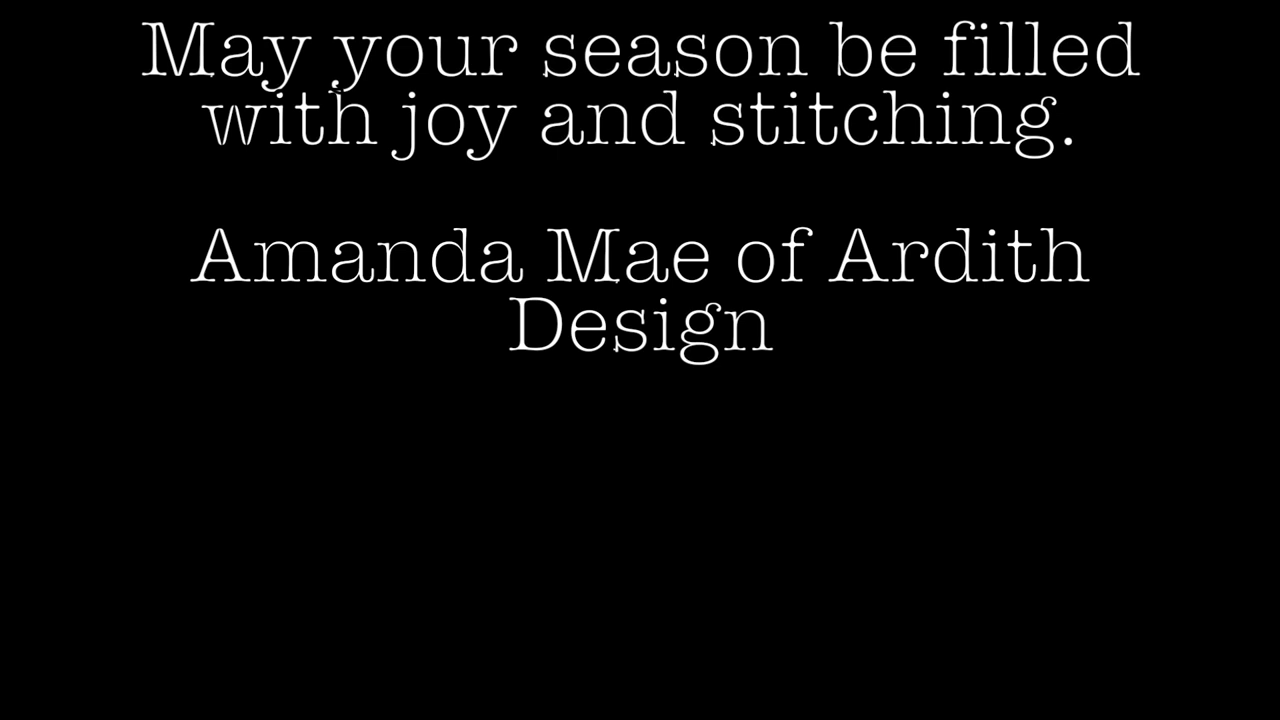 May your season be filled
with joy and stitching.
Amanda Mae of Ardith
Design